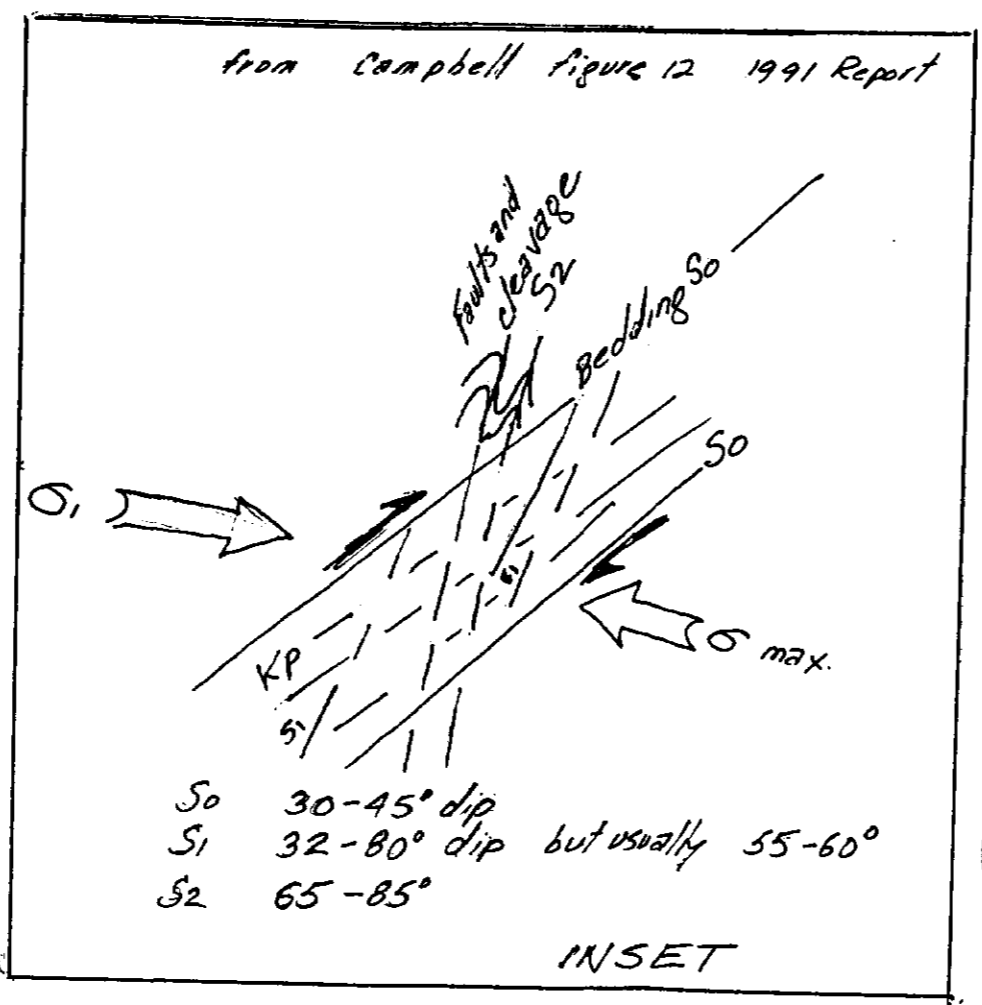 from Campbell figure 12 1991 Report
Faults and
cleavage
S2
Bedding So
So
σ1
S1
σ max.
KP
S1
So 30-45° dip
S1 32-80° dip but usually 55-60°
S2 65-85°
INSET